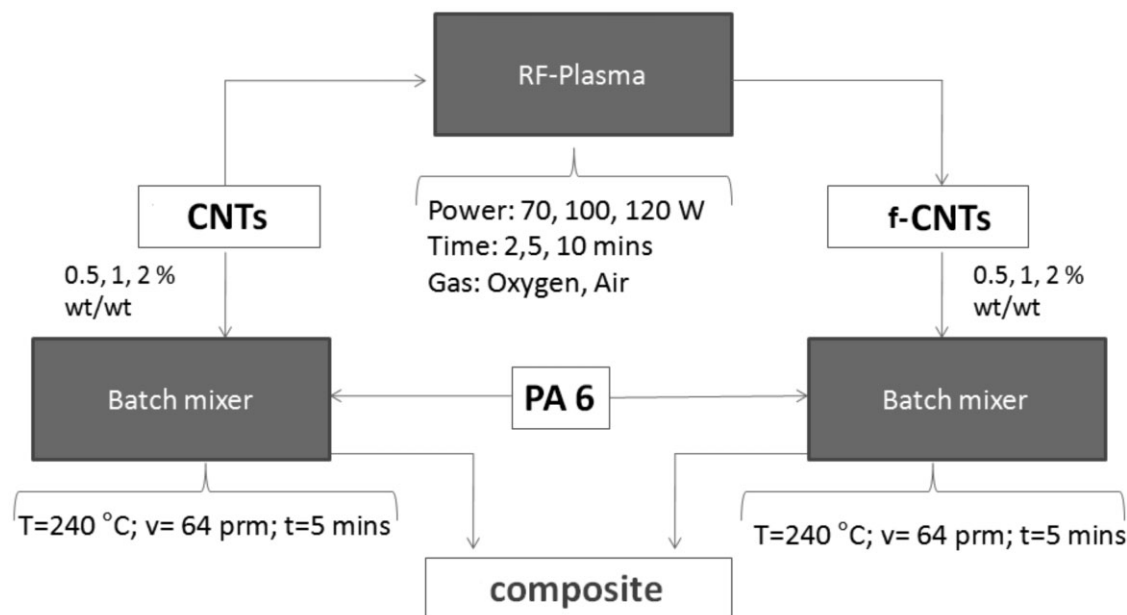 RF-Plasma
CNTs
Power: 70, 100, 120 W
Time: 2,5, 10 mins
Gas: Oxygen, Air
f-CNTs
0.5, 1, 2 %
wt/wt
0.5, 1, 2 %
wt/wt
Batch mixer
PA 6
Batch mixer
T=240 °C; v= 64 prm; t=5 mins
T=240 °C; v= 64 prm; t=5 mins
composite